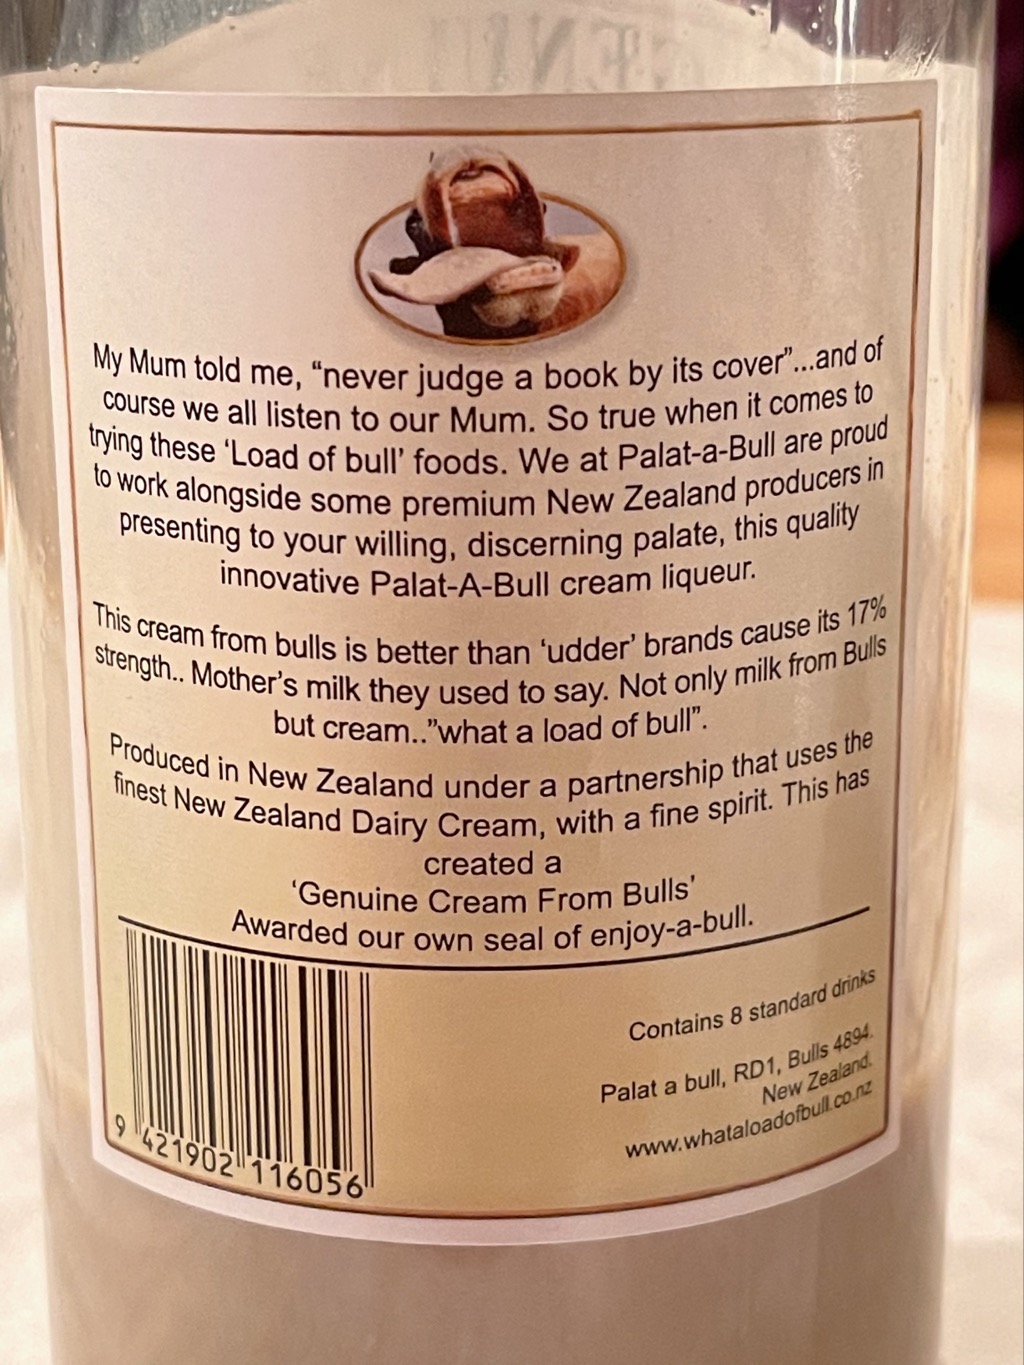 My Mum told me, “never judge a book by its cover”...and of
course we all listen to our Mum. So true when it comes to
trying these ‘Load of bull’ foods. We at Palat-a-Bull are proud
to work alongside some premium New Zealand producers in
presenting to your willing, discerning palate, this quality
innovative Palat-A-Bull cream liqueur.
This cream from bulls is better than ‘udder’ brands cause its 17%
strength.. Mother’s milk they used to say. Not only milk from Bulls
but cream..”what a load of bull”.
Produced in New Zealand under a partnership that uses the
finest New Zealand Dairy Cream, with a fine spirit. This has
created a
‘Genuine Cream From Bulls’
Awarded our own seal of enjoy-a-bull.
Contains 8 standard drinks
Palat a bull, RD1, Bulls 4894.
New Zealand.
www.whataloadofbull.co.nz
9 421902 116056